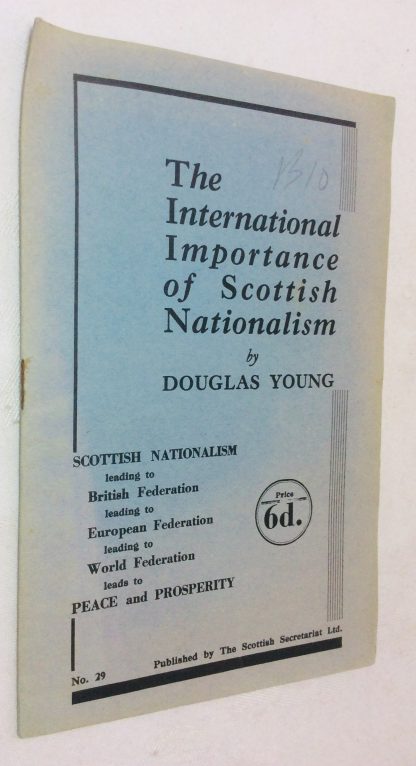 The
International
Importance
of Scottish
Nationalism
by
DOUGLAS YOUNG
SCOTTISH NATIONALISM
leading to
British Federation
leading to
European Federation
leading to
World Federation
leads to
PEACE and PROSPERITY
Price
6d.
No. 29
Published by The Scottish Secretariat Ltd.